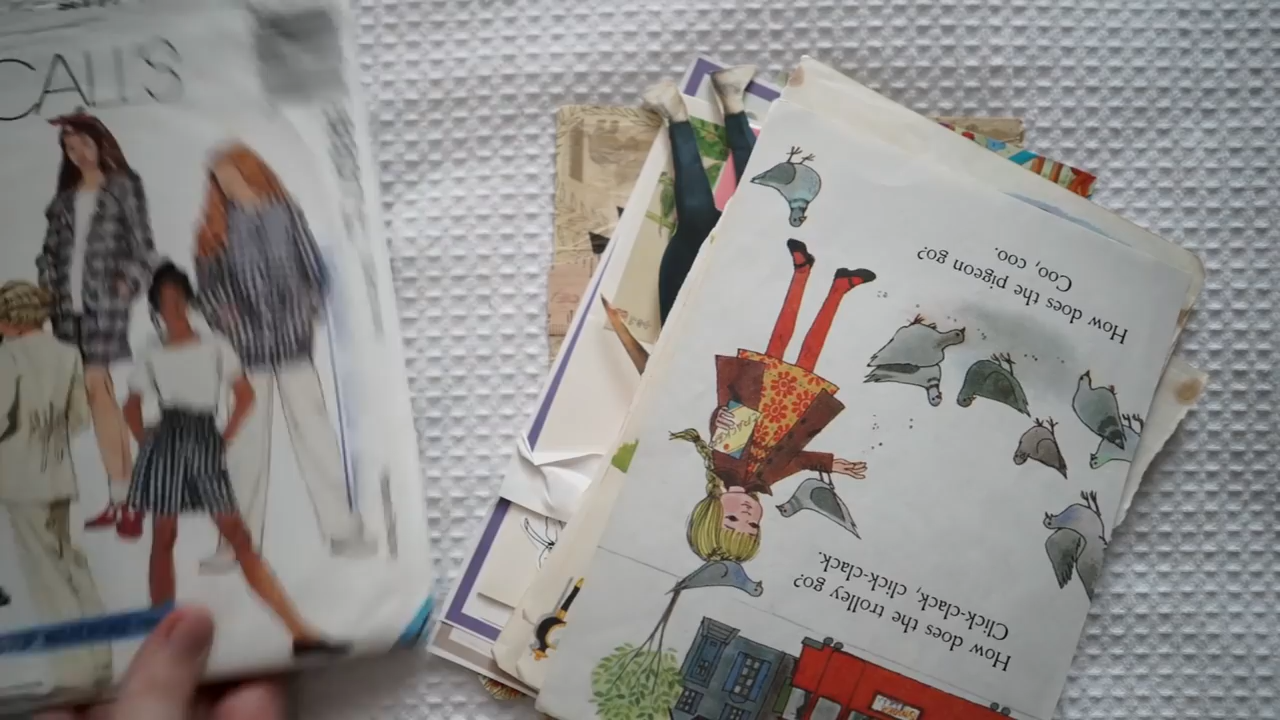 CALLS
How does the trolley go?
Click-clack, click-clack.
How does the pigeon go?
Coo, coo.